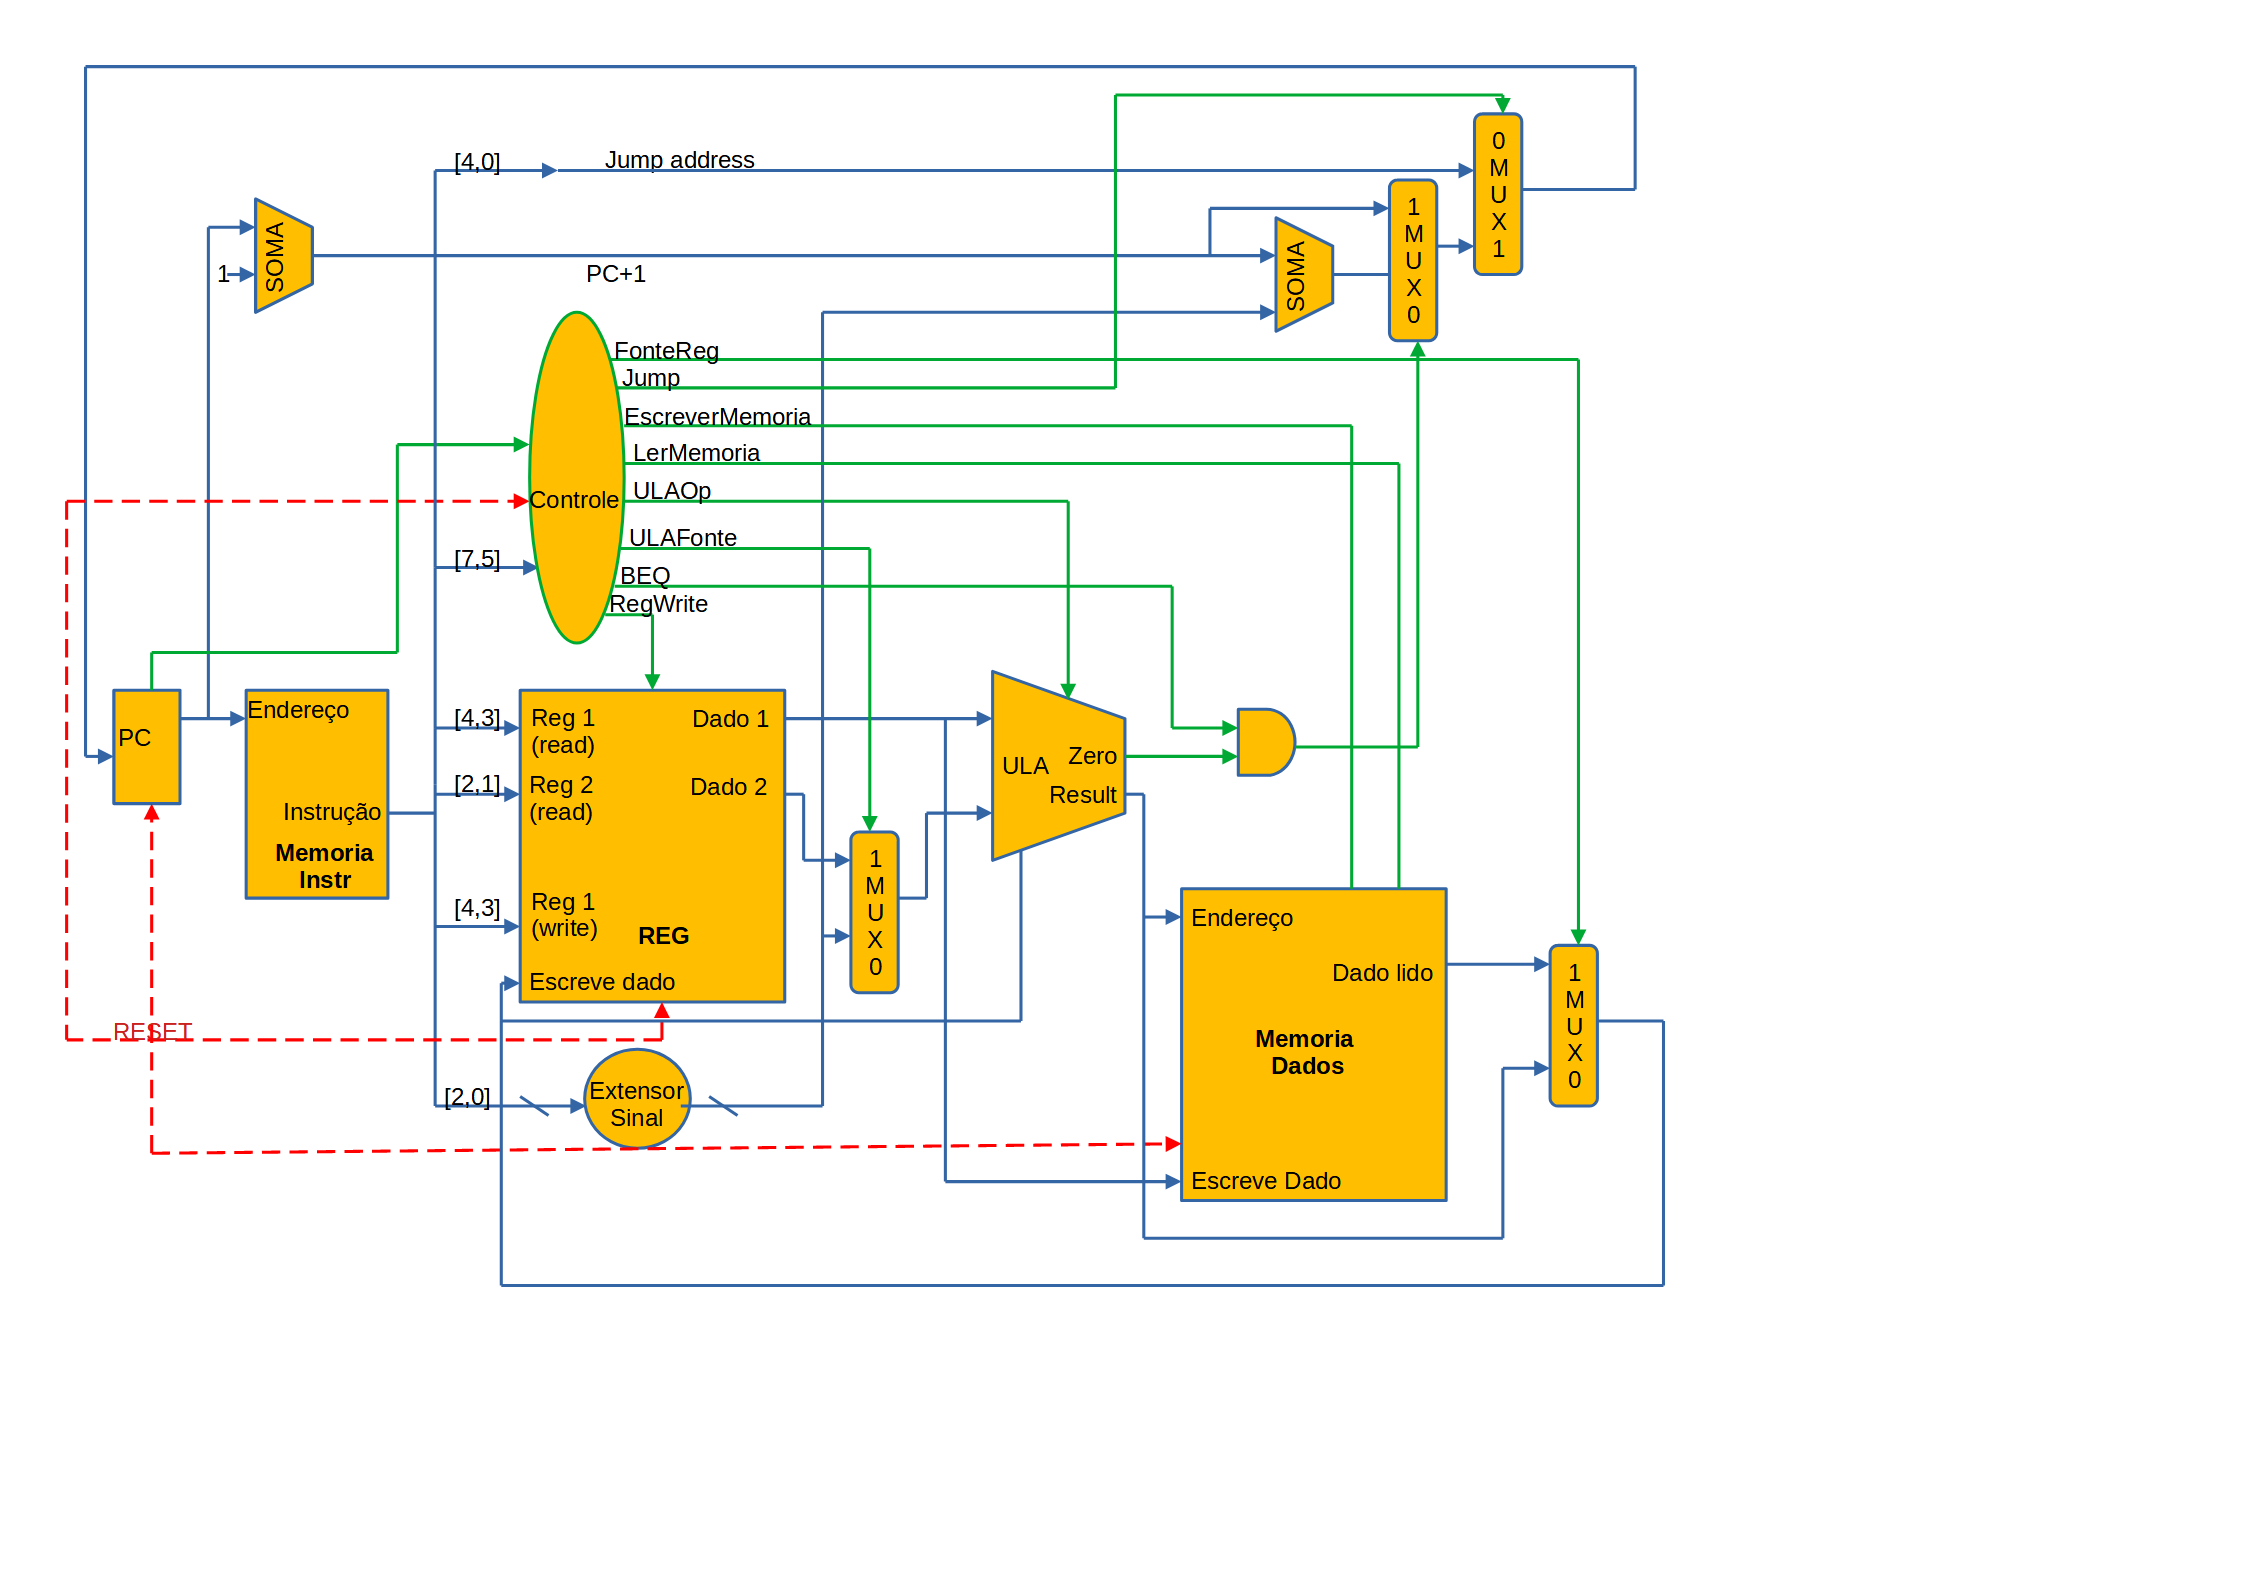 0
M
U
X
1
[4,0]
Jump address
1
M
U
X
0
SOMA
1
PC+1
SOMA
FonteReg
Jump
EscreverMemoria
LerMemoria
ULAOp
Controle
ULAFonte
[7,5]
BEQ
RegWrite
PC
Endereço
Instrução
Memoria
Instr
[4,3]
Reg 1
(read)
Dado 1
[2,1]
Reg 2
(read)
Dado 2
[4,3]
Reg 1
(write)
REG
Escreve dado
1
M
U
X
0
ULA
Zero
Result
Endereço
Dado lido
Memoria
Dados
Escreve Dado
1
M
U
X
0
RESET
[2,0]
Extensor
Sinal